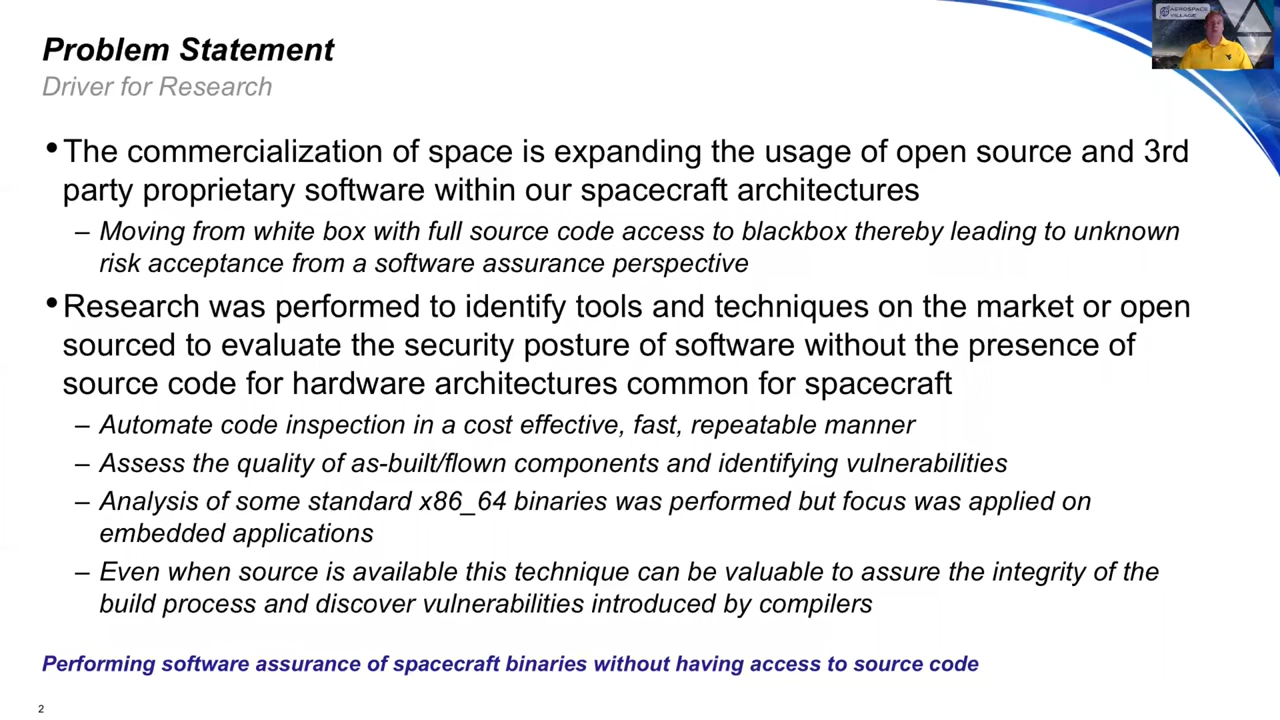 Problem Statement
Driver for Research
AEROSPACE
VILLAGE
• The commercialization of space is expanding the usage of open source and 3rd
party proprietary software within our spacecraft architectures
– Moving from white box with full source code access to blackbox thereby leading to unknown
risk acceptance from a software assurance perspective
• Research was performed to identify tools and techniques on the market or open
sourced to evaluate the security posture of software without the presence of
source code for hardware architectures common for spacecraft
– Automate code inspection in a cost effective, fast, repeatable manner
– Assess the quality of as-built/flown components and identifying vulnerabilities
– Analysis of some standard x86_64 binaries was performed but focus was applied on
embedded applications
– Even when source is available this technique can be valuable to assure the integrity of the
build process and discover vulnerabilities introduced by compilers
Performing software assurance of spacecraft binaries without having access to source code
2